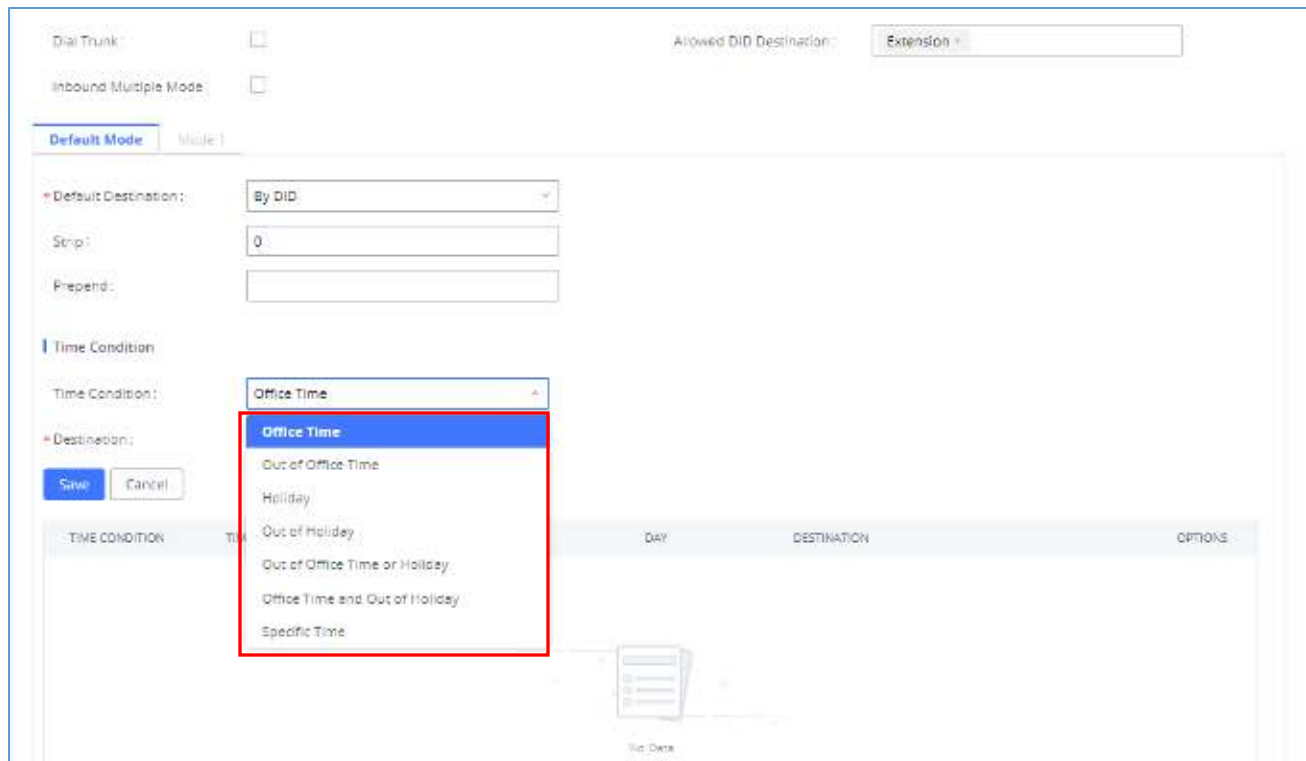 Dial Trunk :
Allowed DID Destination :
Extension ×
Inbound Multiple Mode
Default Mode
Mode 1
* Default Destination :
By DID
Strip :
0
Prepend :
Time Condition
Time Condition :
Office Time
* Destination :
Office Time
Out of Office Time
Holiday
Out of Holiday
Out of Office Time or Holiday
Office Time and Out of Holiday
Specific Time
Save
Cancel
TIME CONDITION
DAY
DESTINATION
OPTIONS
No Data